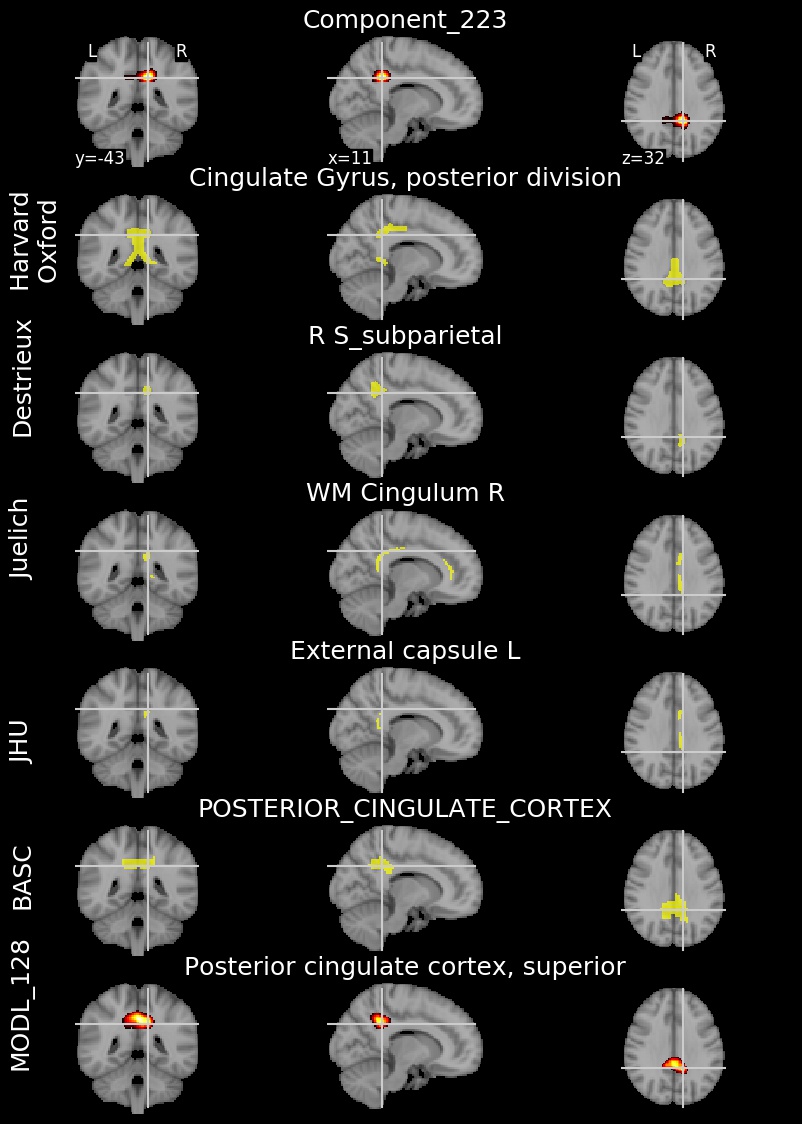 Component_223
L R L R
y=-43 x=11 z=32
Cingulate Gyrus, posterior division
Harvard
Oxford
R S_subparietal
Destrieux
WM Cingulum R
Juelich
External capsule L
JHU
POSTERIOR_CINGULATE_CORTEX
BASC
Posterior cingulate cortex, superior
MODL_128